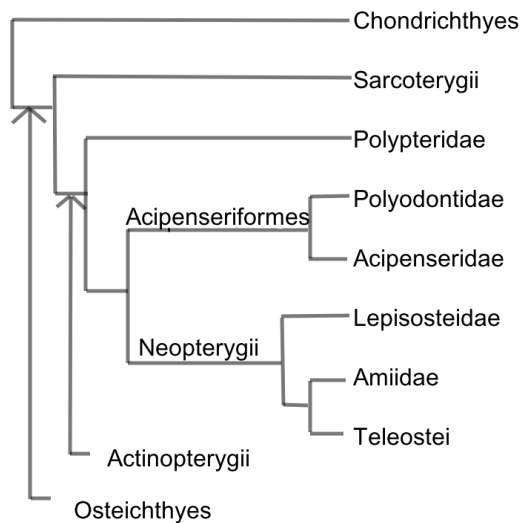 Chondrichthyes
Sarcoterygii
Polypteridae
Polyodontidae
Acipenseriformes
Acipenseridae
Lepisosteidae
Neopterygii
Amiidae
Teleostei
Actinopterygii
Osteichthyes